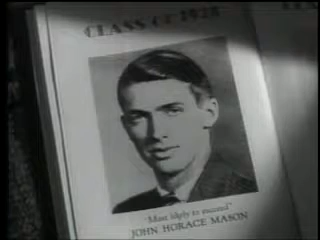 CLASS OF 1928
"Most likely to succeed"
JOHN HORACE MASON